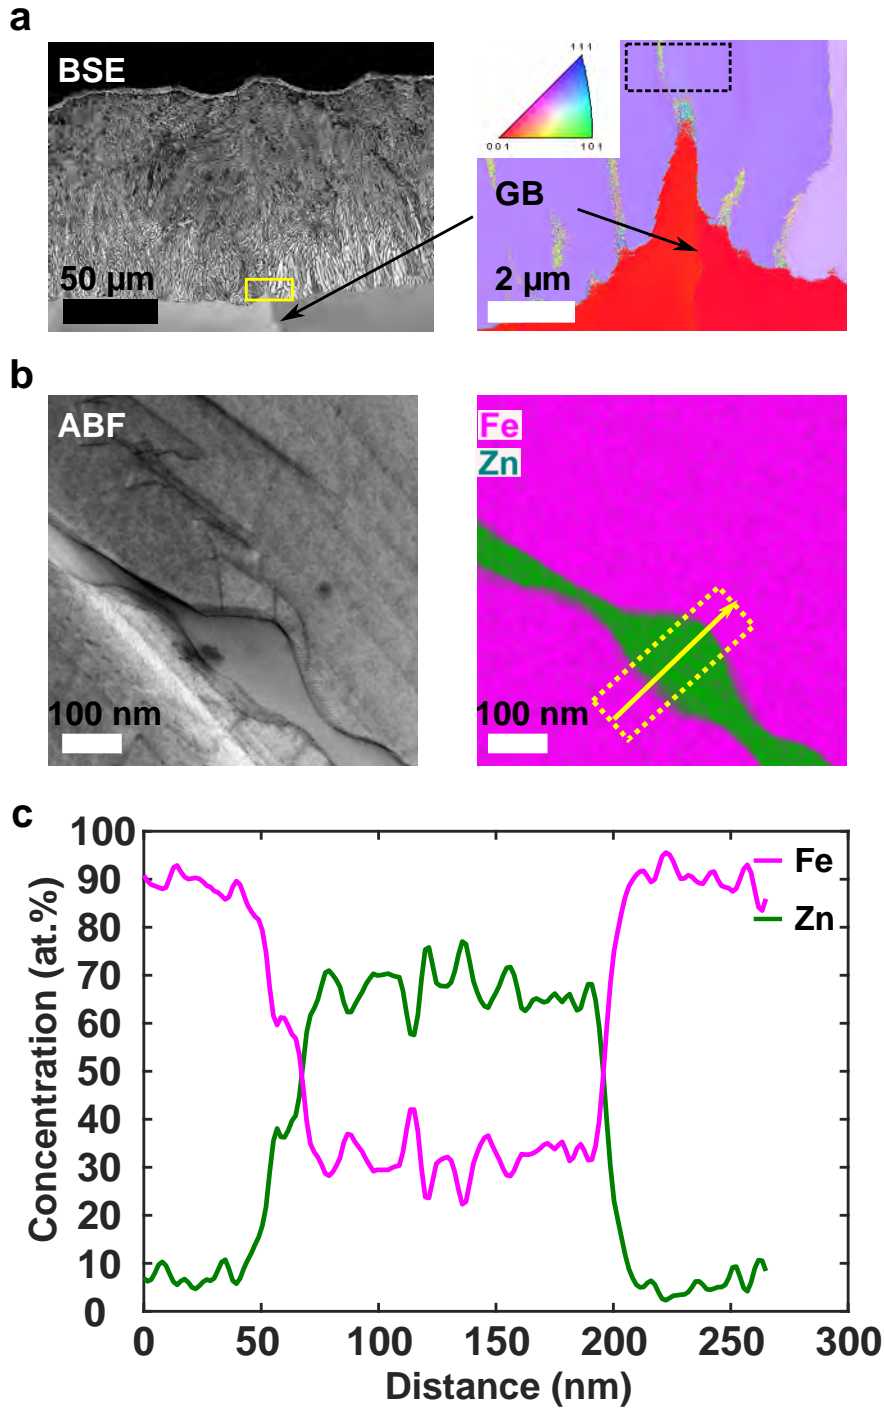 a
BSE
50 µm
111
001
101
GB
2 µm
b
ABF
100 nm
Fe
Zn
100 nm
c
Concentration (at.%)
100
90
80
70
60
50
40
30
20
10
0
Fe
Zn
0 50 100 150 200 250 300
Distance (nm)